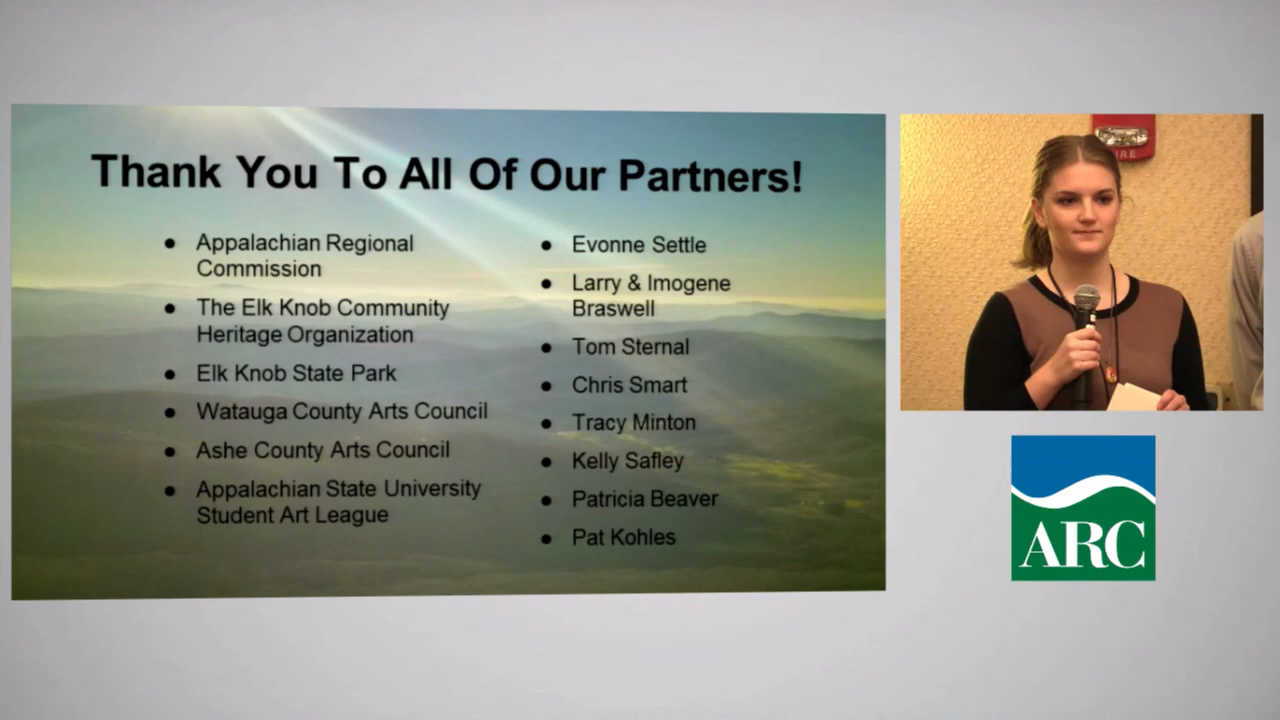 Thank You To All Of Our Partners!
Appalachian Regional
Commission
The Elk Knob Community
Heritage Organization
Elk Knob State Park
Watauga County Arts Council
Ashe County Arts Council
Appalachian State University
Student Art League
Evonne Settle
Larry & Imogene
Braswell
Tom Sternal
Chris Smart
Tracy Minton
Kelly Safley
Patricia Beaver
Pat Kohles
FIRE
ARC